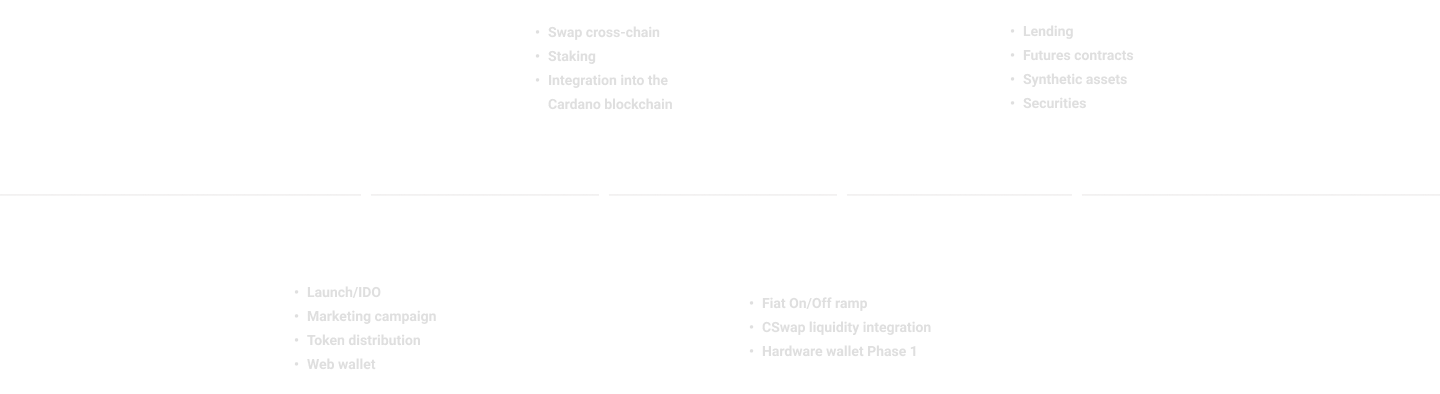 • Swap cross-chain
• Staking
• Integration into the
Cardano blockchain
• Lending
• Futures contracts
• Synthetic assets
• Securities
• Launch/IDO
• Marketing campaign
• Token distribution
• Web wallet
• Fiat On/Off ramp
• CSwap liquidity integration
• Hardware wallet Phase 1